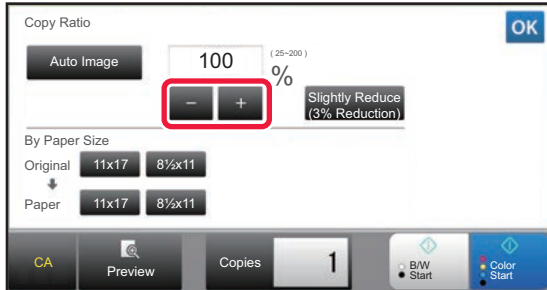 Copy Ratio
OK
Auto Image
100
(25~200)
%
− +
Slightly Reduce
(3% Reduction)
By Paper Size
Original 11x17 8½x11
Paper 11x17 8½x11
CA
Preview
Copies
1
B/W
Start
Color
Start